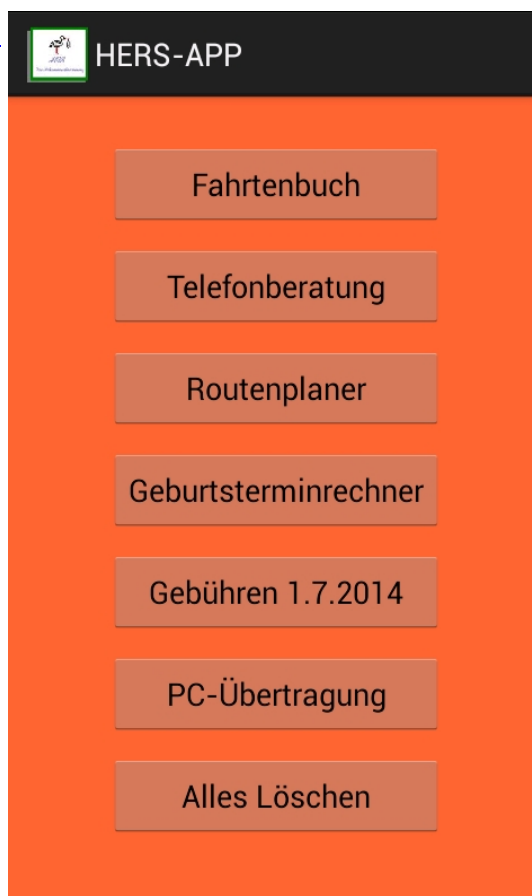 HERS-APP
Fahrtenbuch
Telefonberatung
Routenplaner
Geburtsterminrechner
Gebühren 1.7.2014
PC-Übertragung
Alles Löschen